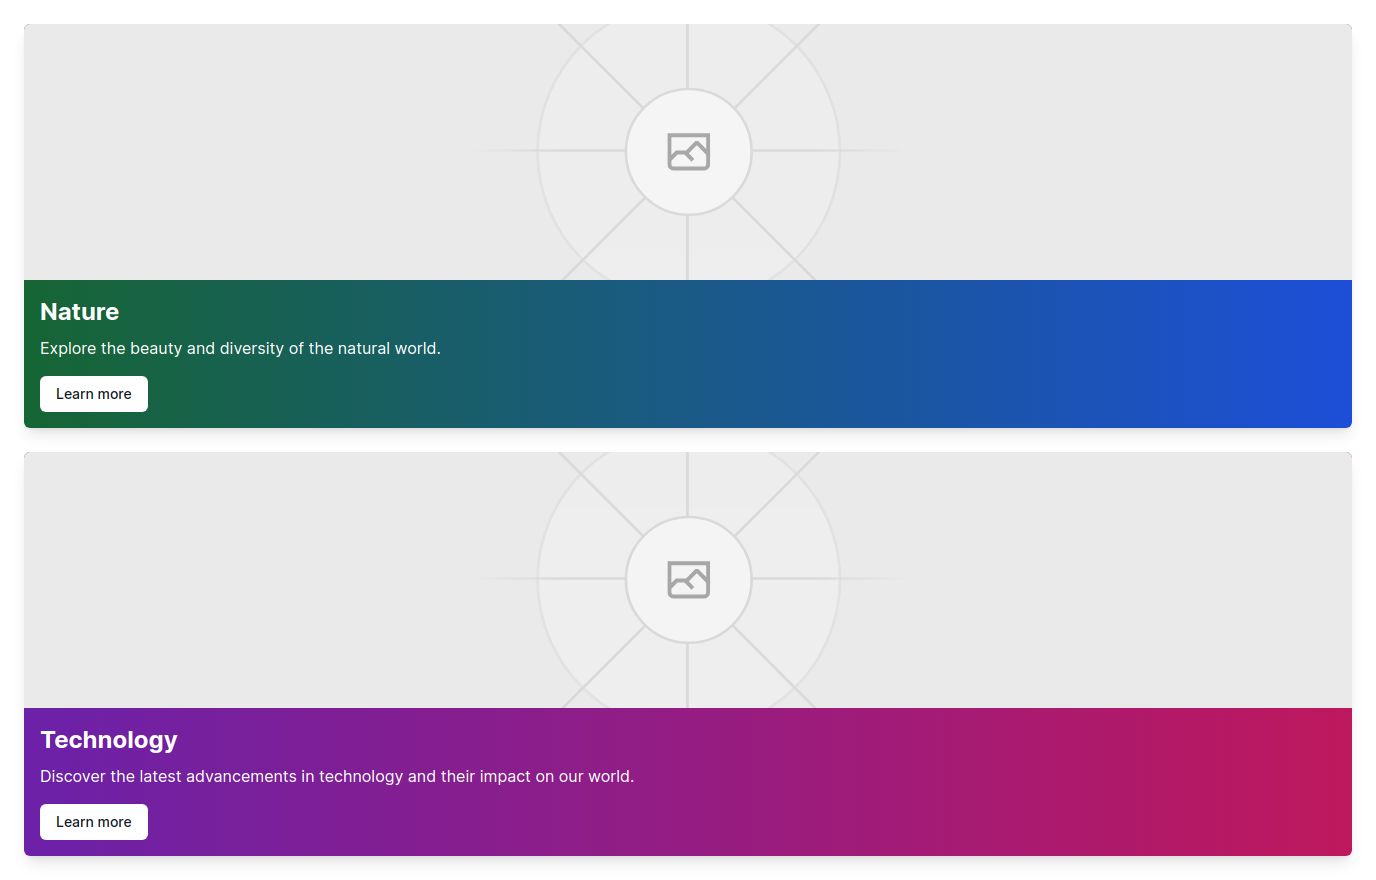 Nature
Explore the beauty and diversity of the natural world.
Learn more
Technology
Discover the latest advancements in technology and their impact on our world.
Learn more